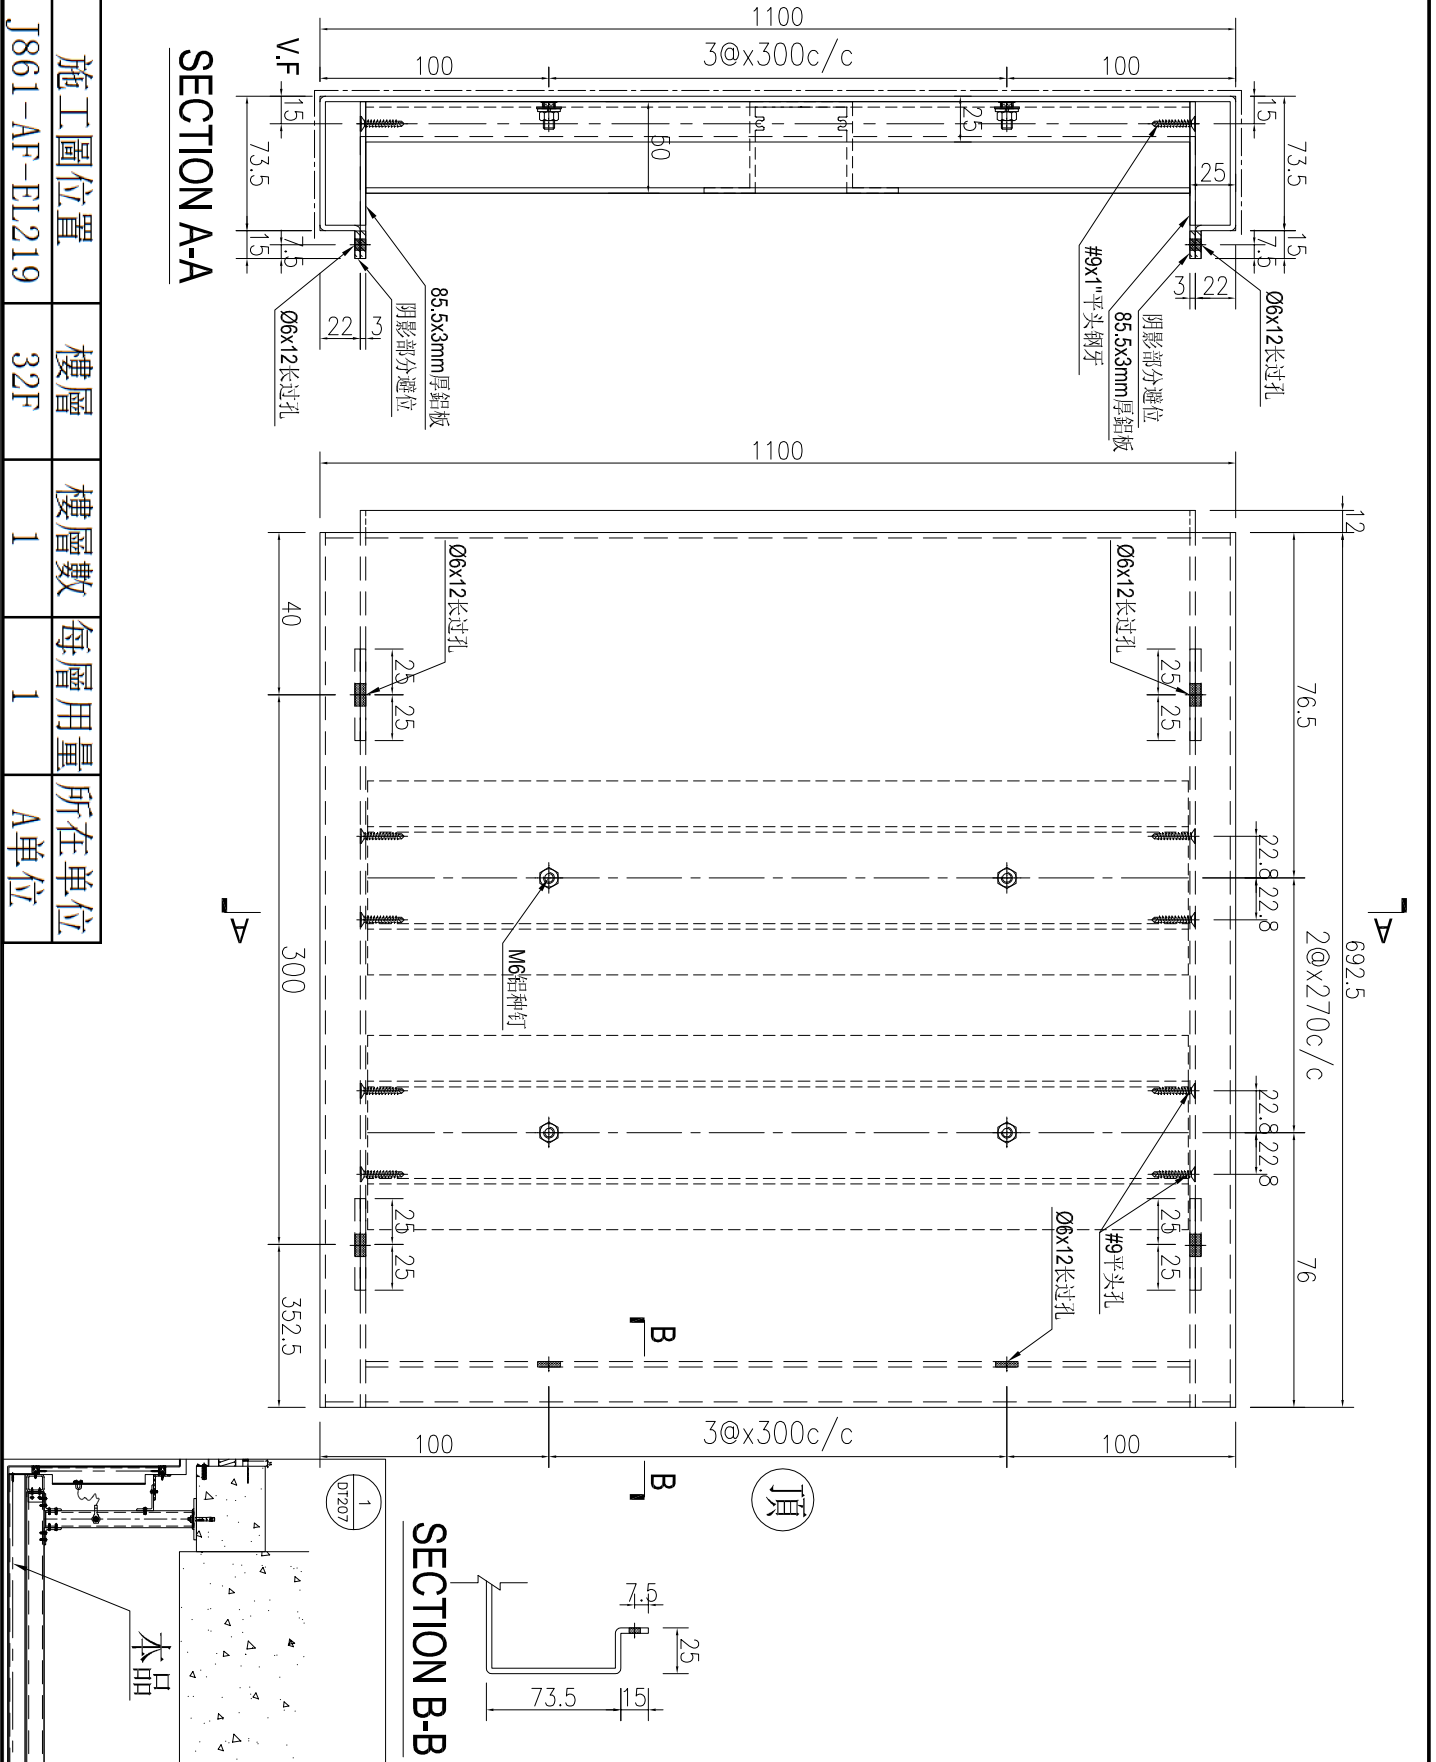 1100
3@x300c/c
100
100
V.F
15
73.5
7.5
15
25
50
15
73.5
25
15
7.5
22
3
3
22
SECTION A-A
Ø6x12长过孔
阴影部分避位
85.5x3mm厚鋁板
#9x1"平头钢牙
85.5x3mm厚鋁板
阴影部分避位
Ø6x12长过孔
1100
12
76.5
692.5
2@x270c/c
76
22.8
22.8
22.8
22.8
Ø6x12长过孔
Ø6x12长过孔
25
25
25
25
25
25
25
25
M6铝种钉
#9平头孔
Ø6x12长过孔
40
300
352.5
A
A
B
B
100
3@x300c/c
100
頂
SECTION B-B
7.5
25
73.5
15
1
DT207
本品
施工圖位置
樓層
樓層數
每層用量
所在单位
J861-AF-EL219
32F
1
1
A单位